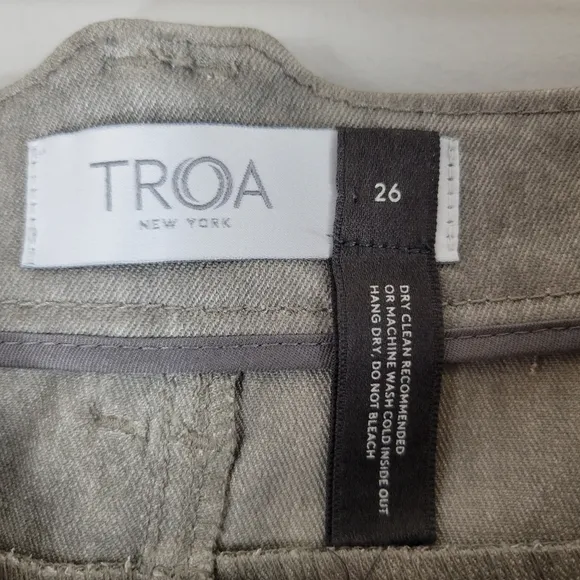 TROA
NEW YORK
26
DRY CLEAN RECOMMENDED
OR MACHINE WASH COLD INSIDE OUT
HANG DRY. DO NOT BLEACH